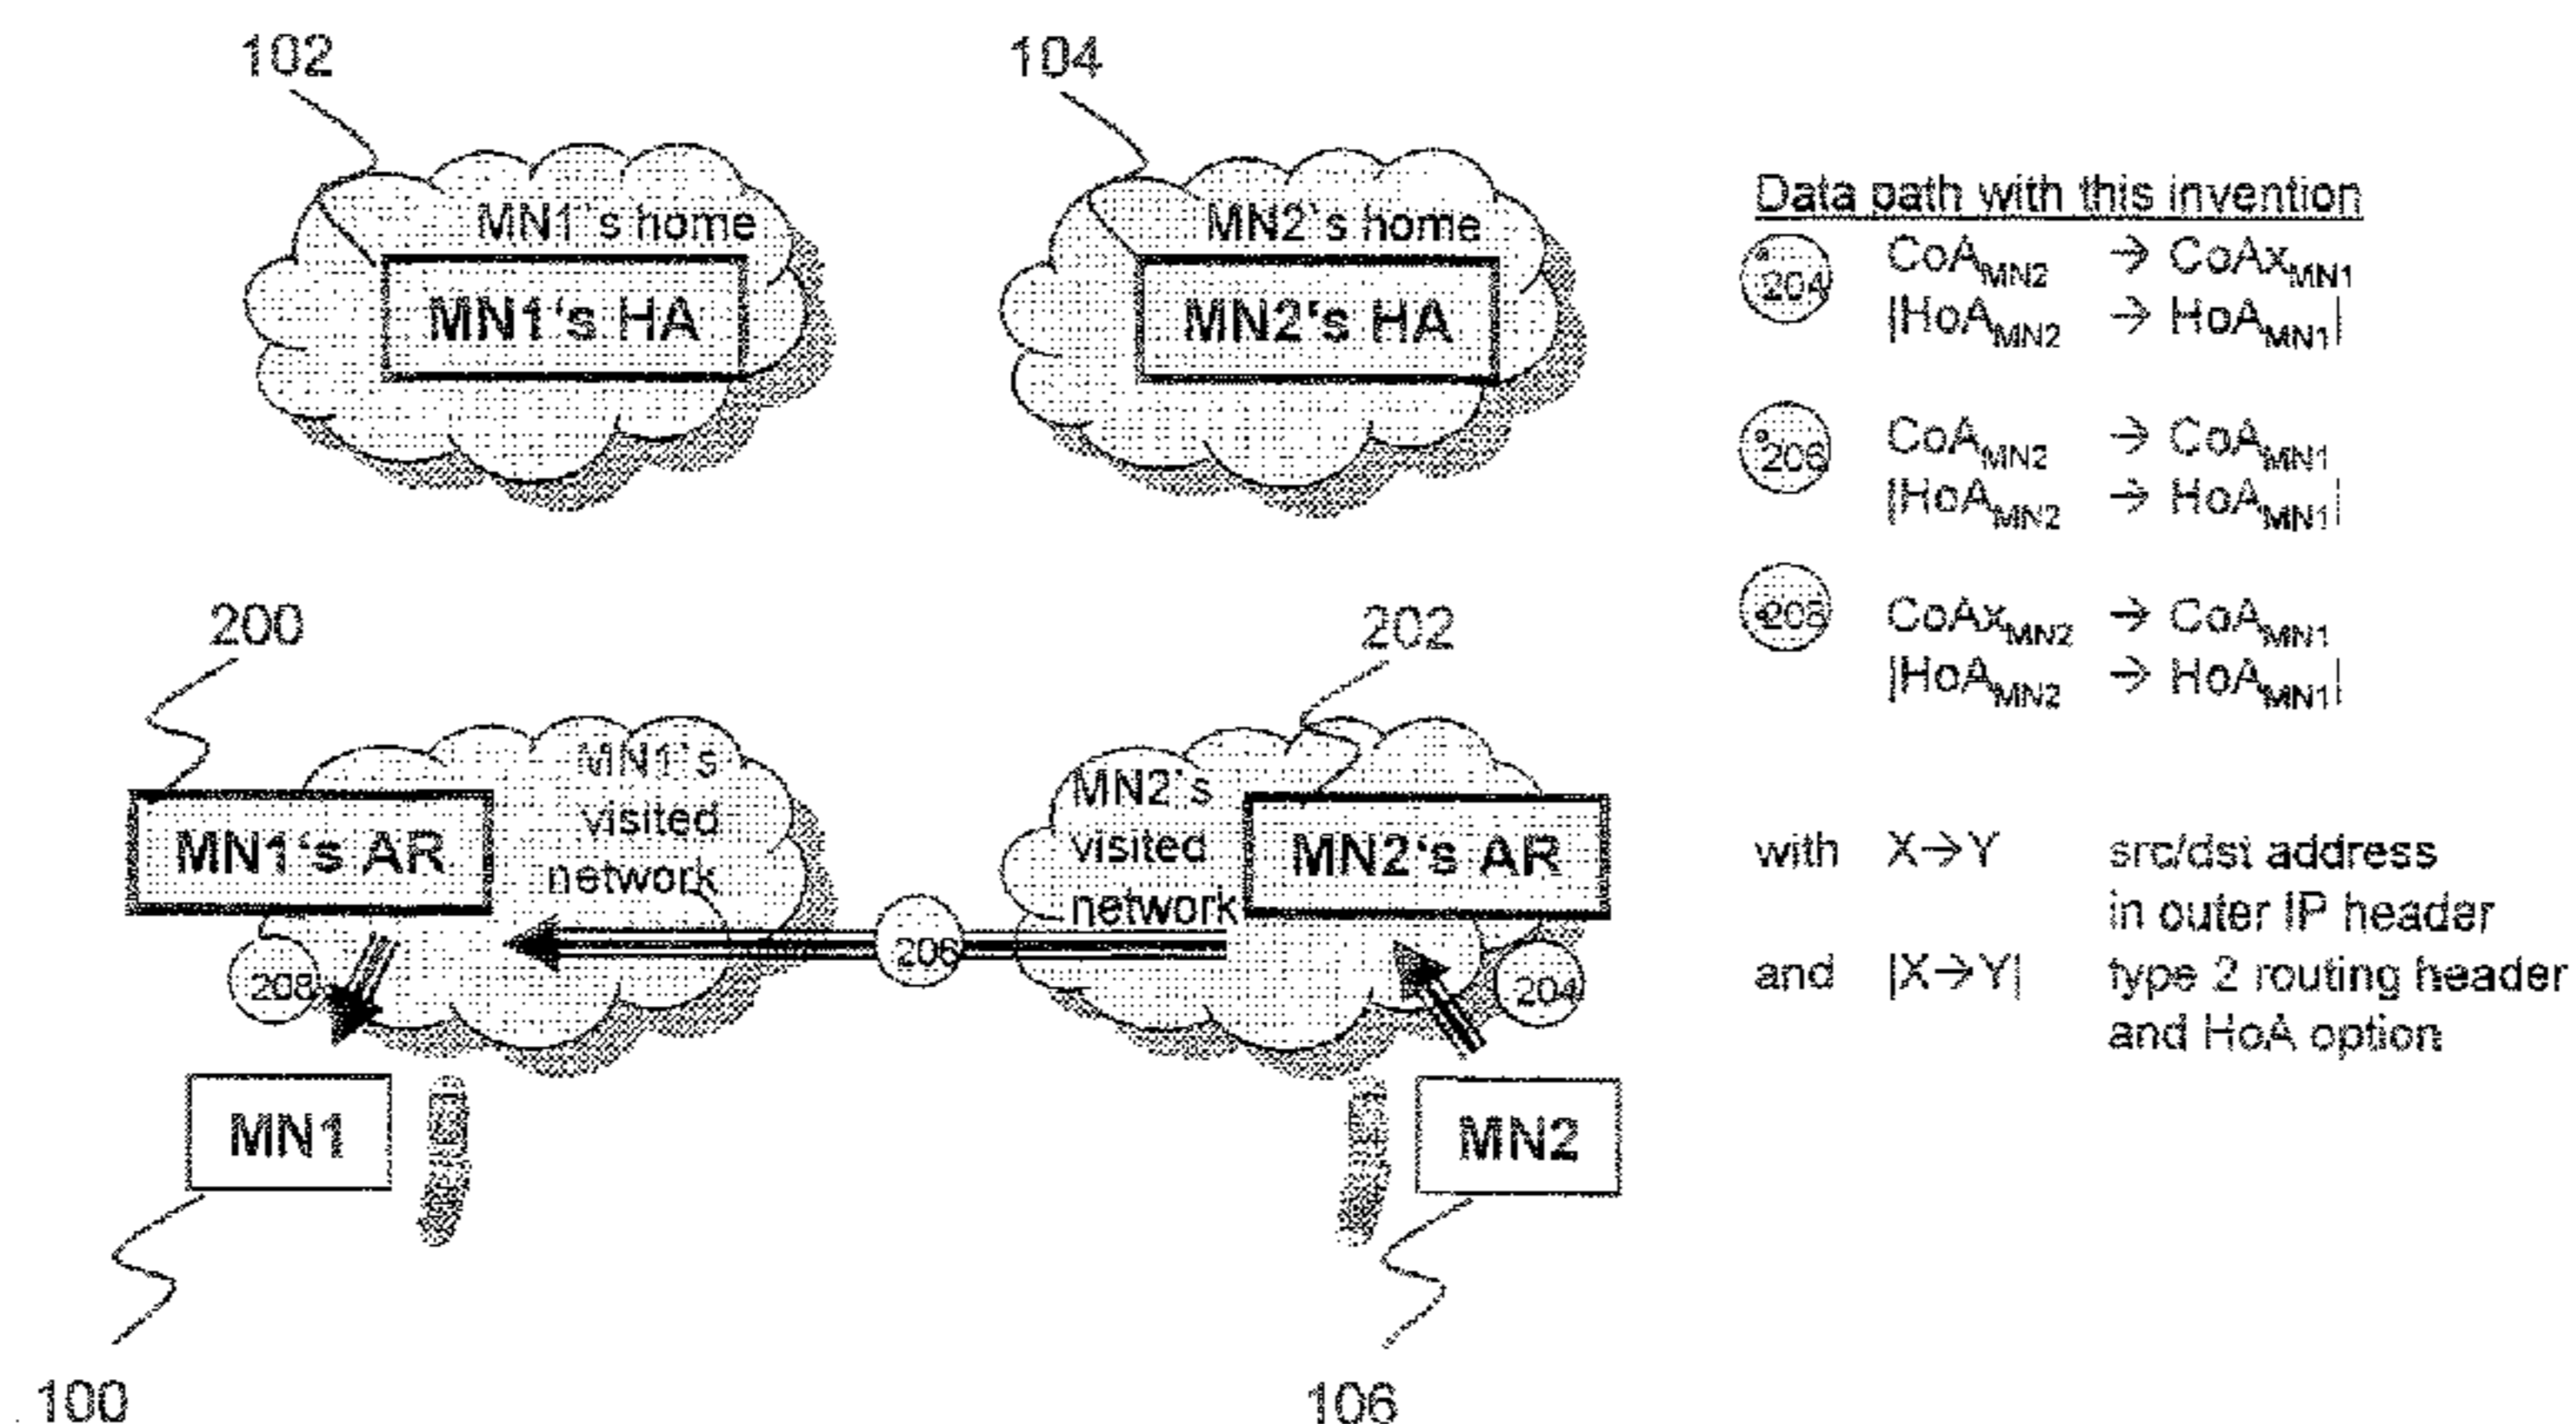 102
104
MN1's home
MN1's HA
MN2's home
MN2's HA
Data path with this invention
204 CoA_MN2 → CoAx_MN1
|HoA_MN2 → HoA_MN1|
206 CoA_MN2 → CoA_MN1
|HoA_MN2 → HoA_MN1|
208 CoAx_MN2 → CoA_MN1
|HoA_MN2 → HoA_MN1|
with X→Y src/dst address
in outer IP header
and |X→Y| type 2 routing header
and HoA option
200
202
MN1's
visited
network
MN1's AR
MN2's
visited
network
MN2's AR
206
208
204
MN1
MN2
100
106